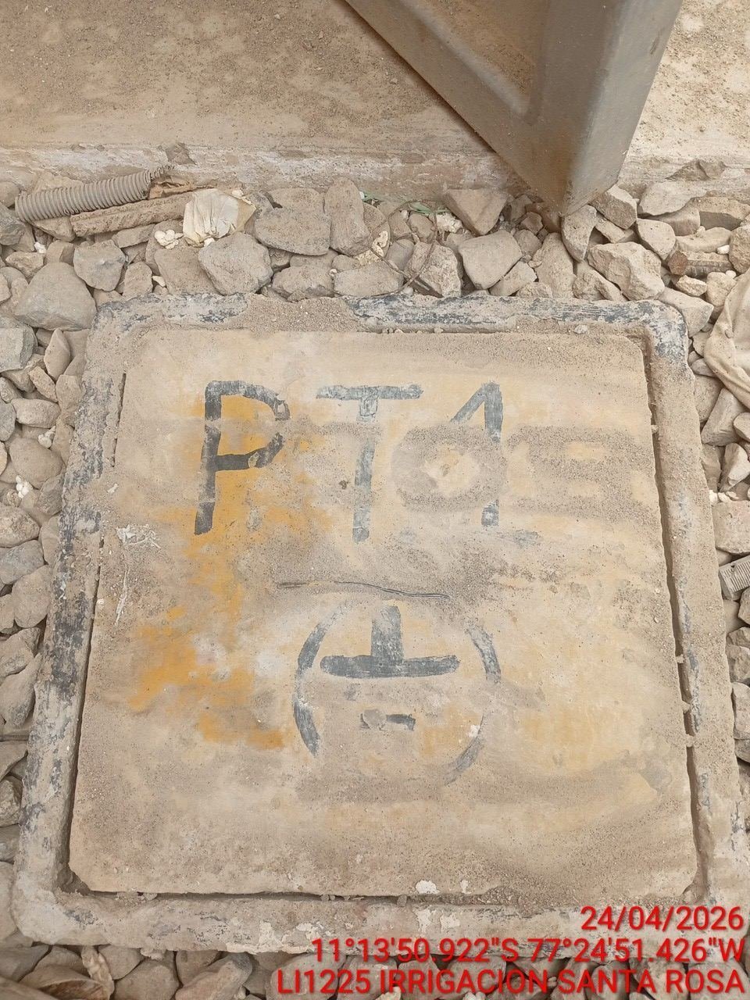 PT1
24/04/2026
11°13'50.922"S 77°24'51.426"W
LI1225 IRRIGACION SANTA ROSA